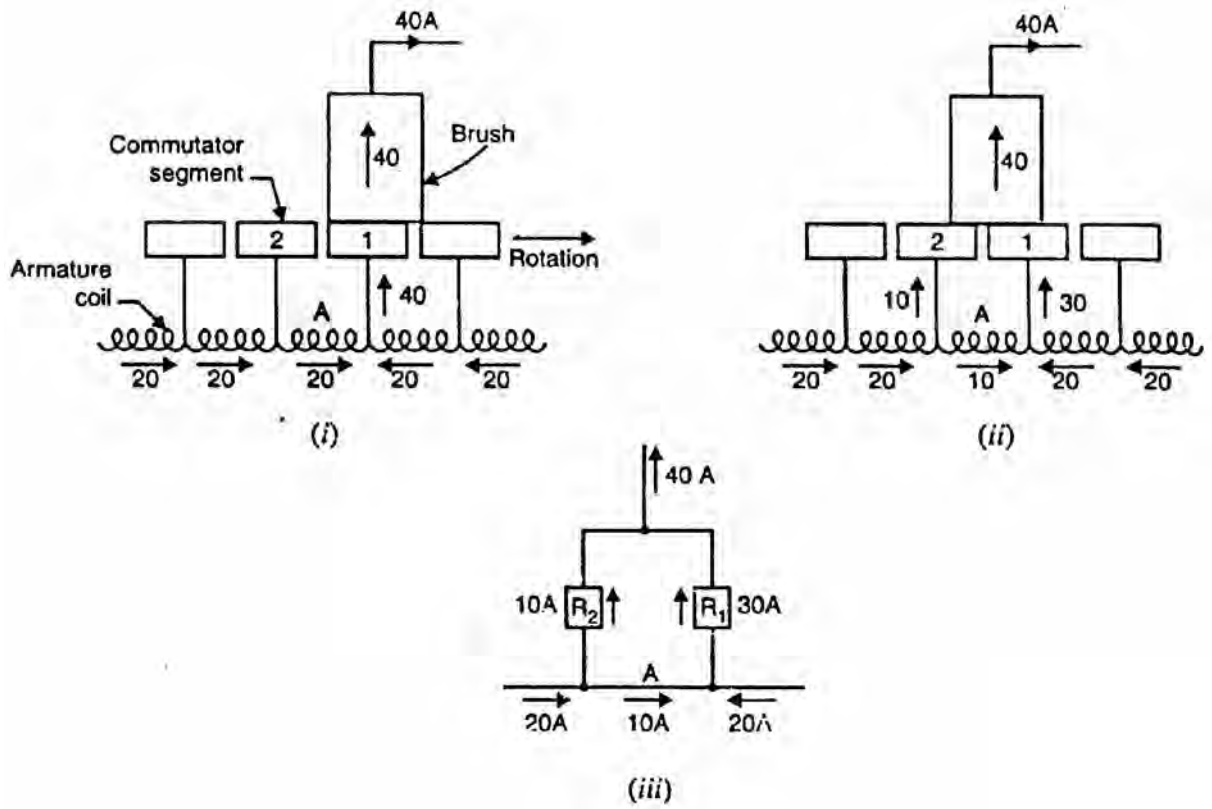 40A
40
Brush
Commutator
segment
2
1
Rotation
Armature
coil
A
40
20
20
20
20
20
(i)
40A
40
2
1
10
A
30
20
20
10
20
20
(ii)
40 A
10A
R2
R1
30A
A
20A
10A
20A
(iii)